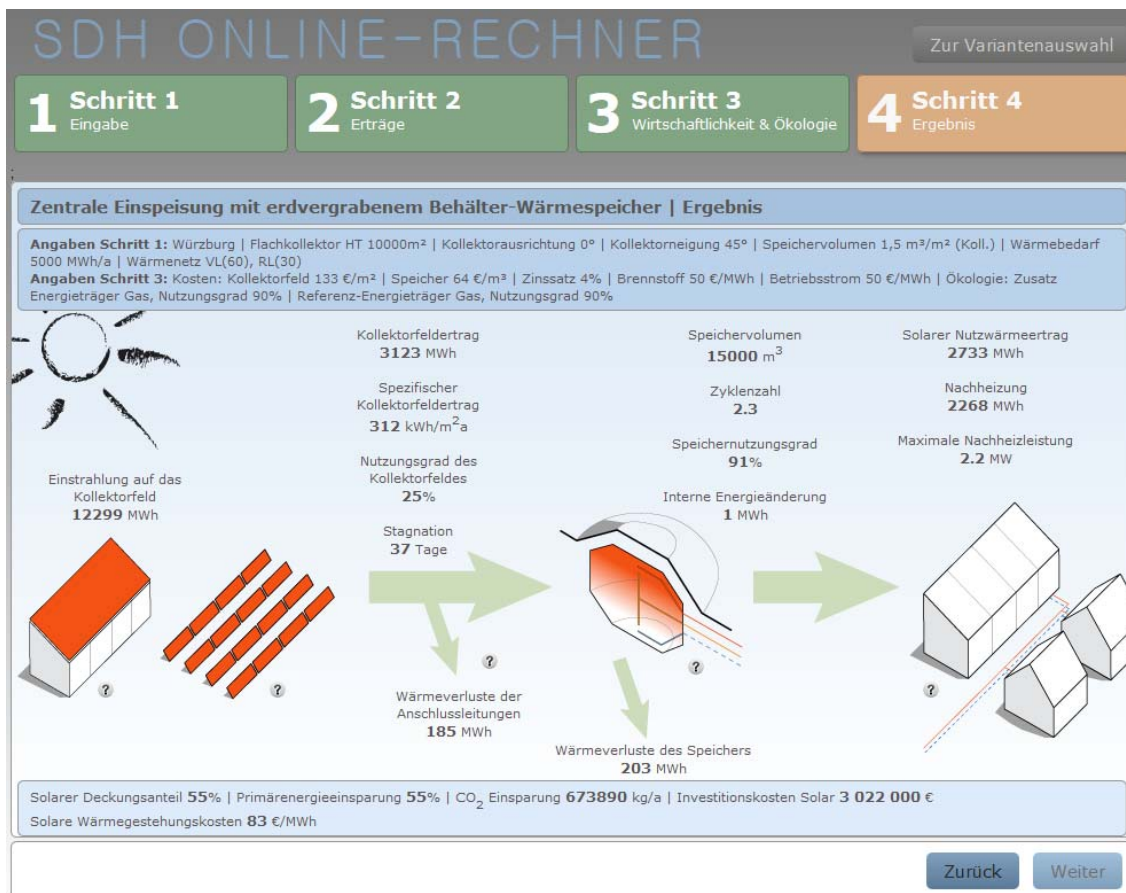 SDH ONLINE-RECHNER
Zur Variantenauswahl
1 Schritt 1
Eingabe
2 Schritt 2
Erträge
3 Schritt 3
Wirtschaftlichkeit & Ökologie
4 Schritt 4
Ergebnis
;
Zentrale Einspeisung mit erdvergrabenem Behälter-Wärmespeicher | Ergebnis
Angaben Schritt 1: Würzburg | Flachkollektor HT 10000m² | Kollektorausrichtung 0° | Kollektorneigung 45° | Speichervolumen 1,5 m³/m² (Koll.) | Wärmebedarf
5000 MWh/a | Wärmenetz VL(60), RL(30)
Angaben Schritt 3: Kosten: Kollektorfeld 133 €/m² | Speicher 64 €/m³ | Zinssatz 4% | Brennstoff 50 €/MWh | Betriebsstrom 50 €/MWh | Ökologie: Zusatz
Energieträger Gas, Nutzungsgrad 90% | Referenz-Energieträger Gas, Nutzungsgrad 90%
Einstrahlung auf das
Kollektorfeld
12299 MWh
Kollektorfeldertrag
3123 MWh
Spezifischer
Kollektorfeldertrag
312 kWh/m²a
Nutzungsgrad des
Kollektorfeldes
25%
Stagnation
37 Tage
Speichervolumen
15000 m³
Zyklenzahl
2.3
Speichernutzungsgrad
91%
Interne Energieänderung
1 MWh
Solarer Nutzwärmeertrag
2733 MWh
Nachheizung
2268 MWh
Maximale Nachheizleistung
2.2 MW
?
?
?
?
?
Wärmeverluste der
Anschlussleitungen
185 MWh
Wärmeverluste des Speichers
203 MWh
Solarer Deckungsanteil 55% | Primärenergieeinsparung 55% | CO₂ Einsparung 673890 kg/a | Investitionskosten Solar 3 022 000 €
Solare Wärmegestehungskosten 83 €/MWh
Zurück
Weiter